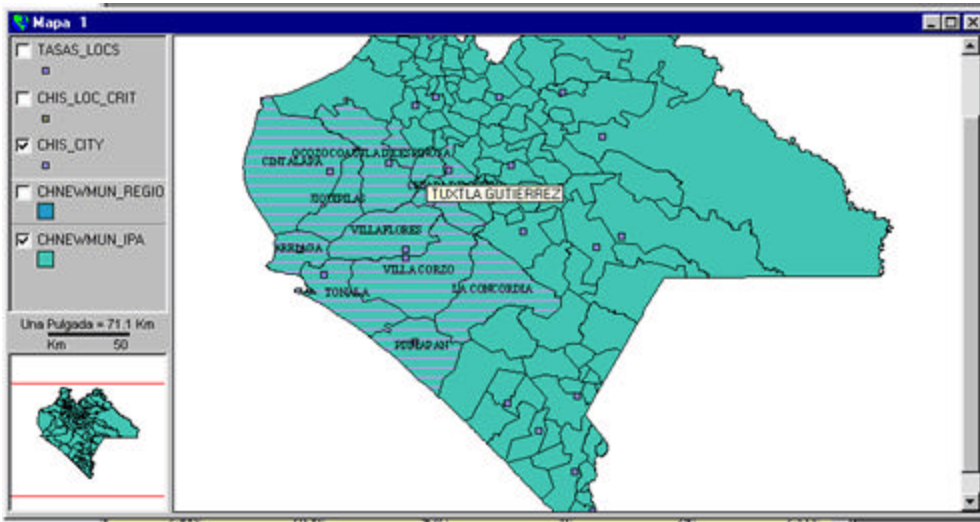 Mapa 1
TASAS_LOCS
CHIS_LOC_CRIT
CHIS_CITY
CHNEWMUN_REGIO
CHNEWMUN_IPA
Una Pulgada = 71.1 Km
Km 50
CINTALAPA
TUXTLA GUTIERREZ
JIQUIPILAS
VILLAFLORES
ARRIAGA
VILLA CORZO
TONALA
LA CONCORDIA
PIJIJIAPAN